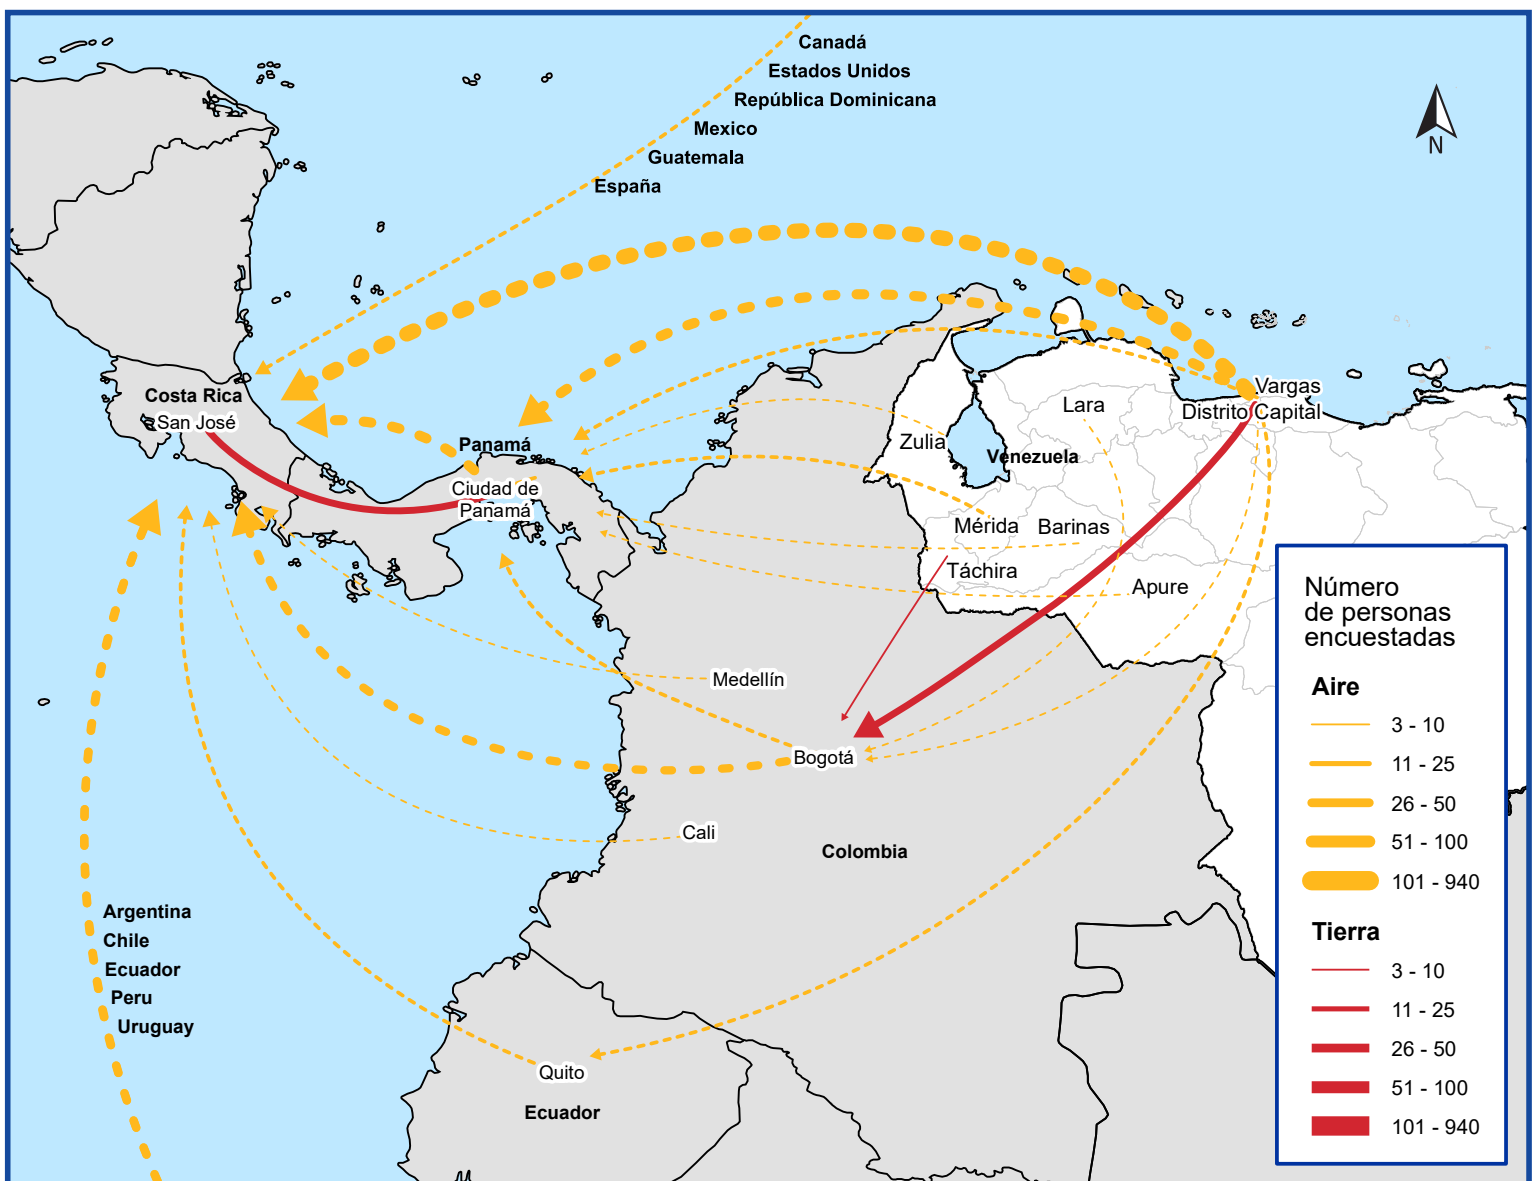 Canadá
Estados Unidos
República Dominicana
Mexico
Guatemala
España
N
Costa Rica
San José
Panamá
Ciudad de
Panamá
Vargas
Distrito Capital
Lara
Zulia
Venezuela
Mérida
Barinas
Táchira
Apure
Medellín
Bogotá
Cali
Colombia
Argentina
Chile
Ecuador
Peru
Uruguay
Quito
Ecuador
Número
de personas
encuestadas
Aire
3 - 10
11 - 25
26 - 50
51 - 100
101 - 940
Tierra
3 - 10
11 - 25
26 - 50
51 - 100
101 - 940